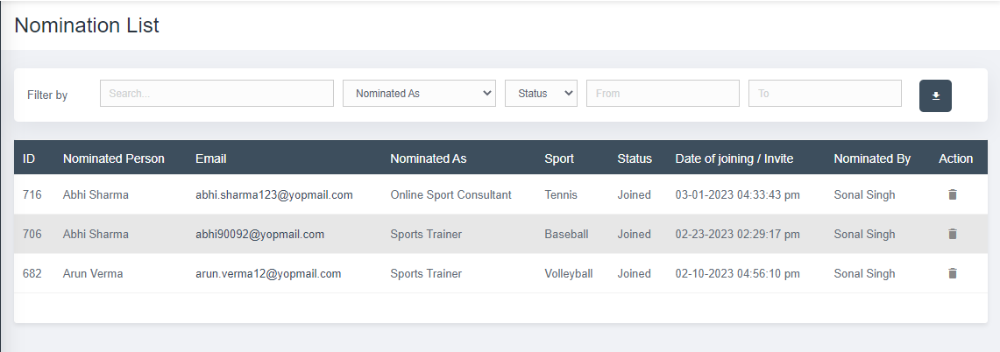 Nomination List
Filter by Search... Nominated As Status From To
ID Nominated Person Email Nominated As Sport Status Date of joining / Invite Nominated By Action
716 Abhi Sharma abhi.sharma123@yopmail.com Online Sport Consultant Tennis Joined 03-01-2023 04:33:43 pm Sonal Singh
706 Abhi Sharma abhi90092@yopmail.com Sports Trainer Baseball Joined 02-23-2023 02:29:17 pm Sonal Singh
682 Arun Verma arun.verma12@yopmail.com Sports Trainer Volleyball Joined 02-10-2023 04:56:10 pm Sonal Singh